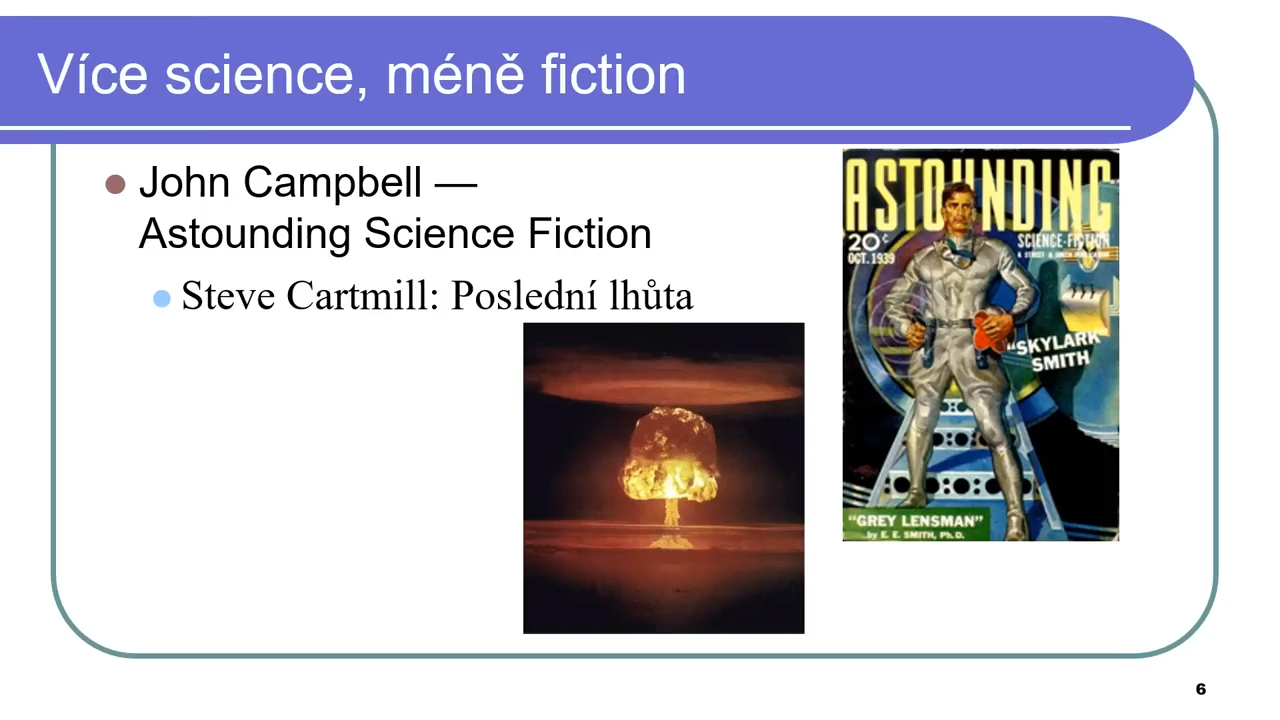 Více science, méně fiction
John Campbell —
Astounding Science Fiction
Steve Cartmill: Poslední lhůta
ASTOUNDING
20¢
OCT. 1939
SCIENCE-FICTION
"SKYLARK"
SMITH
"GREY LENSMAN"
by E. E. SMITH, Ph.D.
6